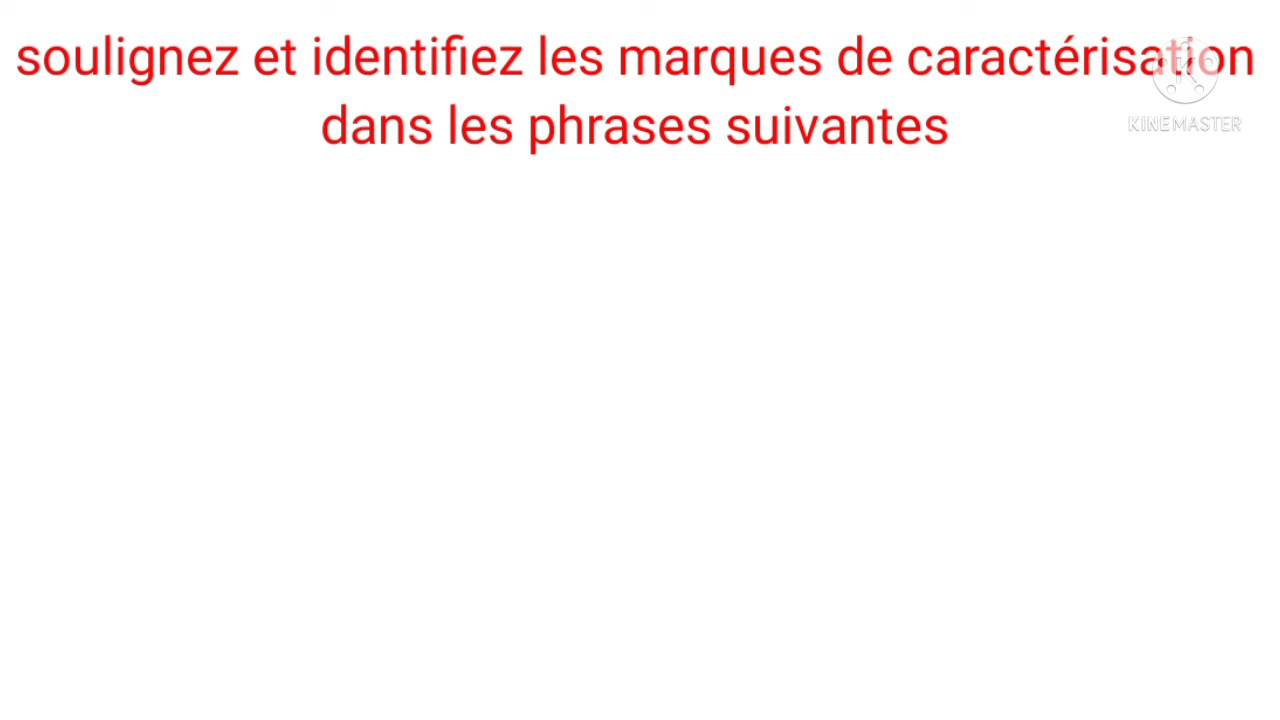 soulignez et identifiez les marques de caractérisation
dans les phrases suivantes
KINEMASTER